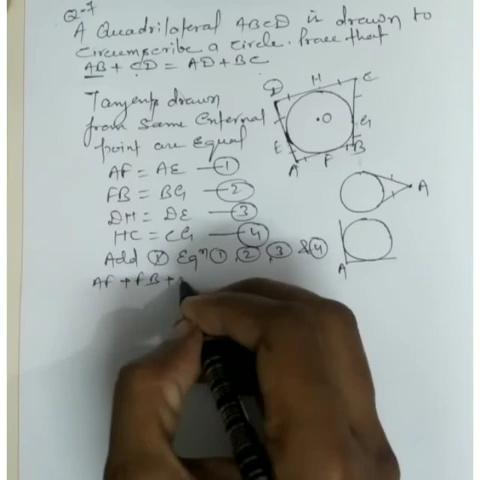 Q-7
A Quadrilateral ABCD is drawn to
circumscribe a circle. Prove that
AB + CD = AD + BC
Tangents drawn
from same external
point are equal
AF = AE — 1
FB = BG — 2
DH = DE — 3
HC = CG — 4
Add Eqⁿ 1, 2, 3 & 4
AF + FB +
D H C
O
G
E B
A F
A
A